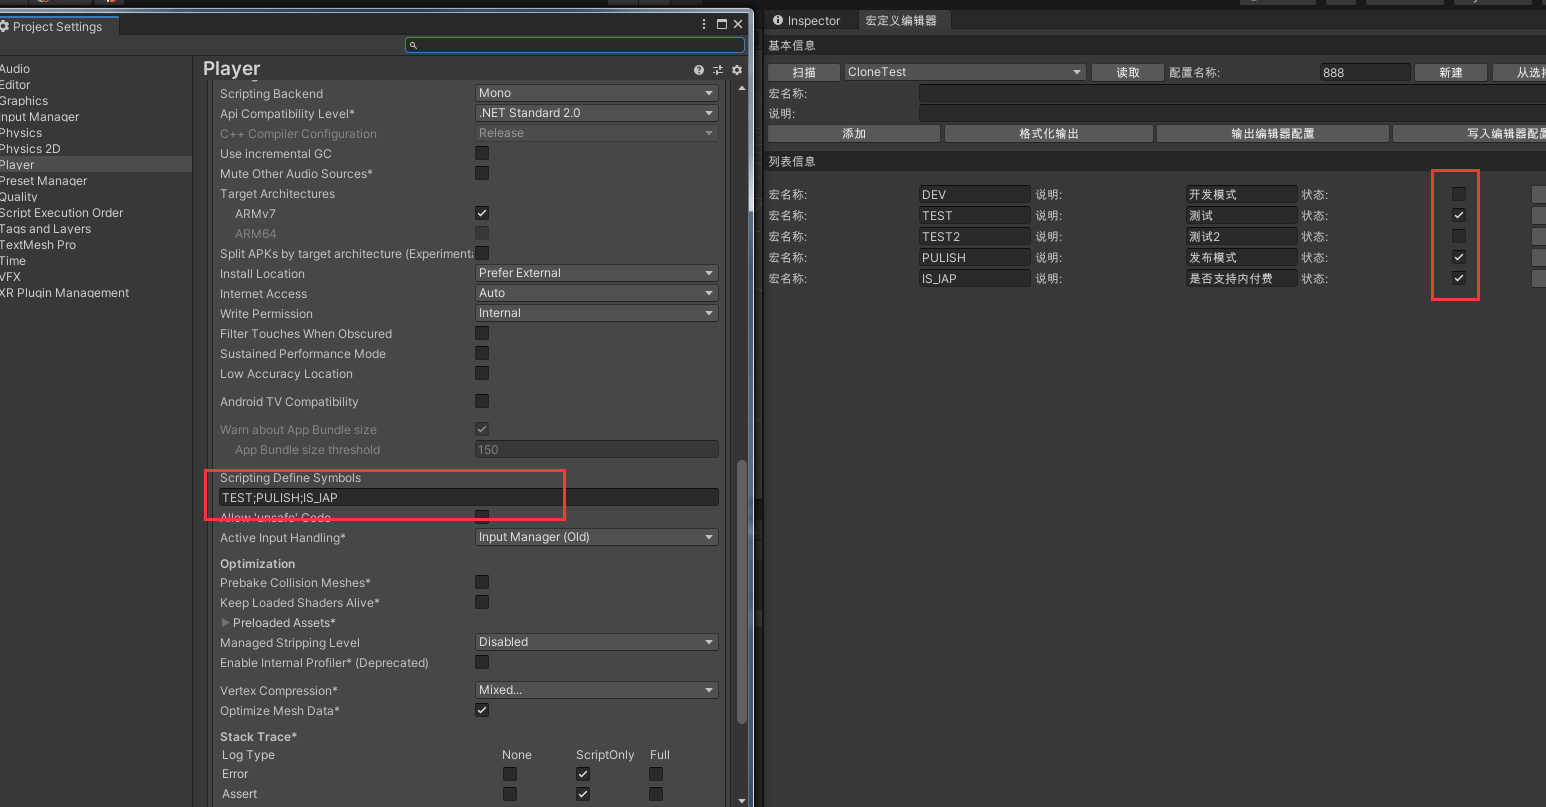 Project Settings
Audio
Editor
Graphics
Input Manager
Physics
Physics 2D
Player
Preset Manager
Quality
Script Execution Order
Tags and Layers
TextMesh Pro
Time
VFX
XR Plugin Management
Player
Scripting Backend Mono
Api Compatibility Level* .NET Standard 2.0
C++ Compiler Configuration Release
Use incremental GC
Mute Other Audio Sources*
Target Architectures
ARMv7
ARM64
Split APKs by target architecture (Experimenta
Install Location Prefer External
Internet Access Auto
Write Permission Internal
Filter Touches When Obscured
Sustained Performance Mode
Low Accuracy Location
Android TV Compatibility
Warn about App Bundle size
App Bundle size threshold 150
Scripting Define Symbols
TEST;PULISH;IS_IAP
Allow 'unsafe' Code
Active Input Handling* Input Manager (Old)
Optimization
Prebake Collision Meshes*
Keep Loaded Shaders Alive*
Preloaded Assets*
Managed Stripping Level Disabled
Enable Internal Profiler* (Deprecated)
Vertex Compression* Mixed...
Optimize Mesh Data*
Stack Trace*
Log Type None ScriptOnly Full
Error
Assert
Inspector 宏定义编辑器
基本信息
扫描 CloneTest 读取 配置名称: 888 新建 从选择
宏名称:
说明:
添加 格式化输出 输出编辑器配置 写入编辑器配置
列表信息
宏名称: DEV 说明: 开发模式 状态:
宏名称: TEST 说明: 测试 状态:
宏名称: TEST2 说明: 测试2 状态:
宏名称: PULISH 说明: 发布模式 状态:
宏名称: IS_IAP 说明: 是否支持内付费 状态: